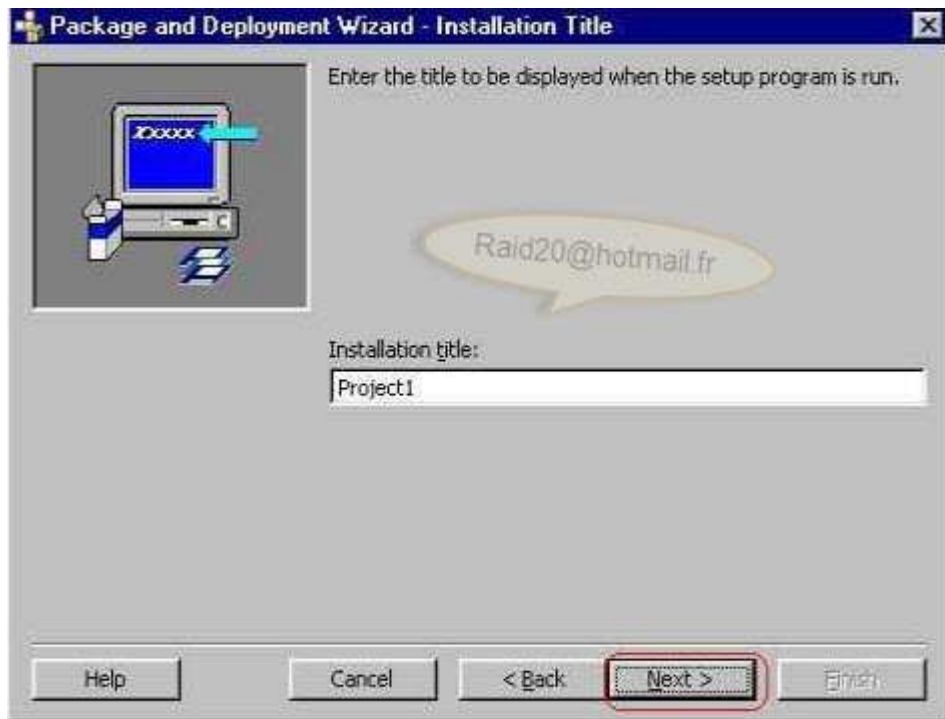 Package and Deployment Wizard - Installation Title
Enter the title to be displayed when the setup program is run.
xxxxx
Raid20@hotmail.fr
Installation title:
Project1
Help
Cancel
< Back
Next >
Finish